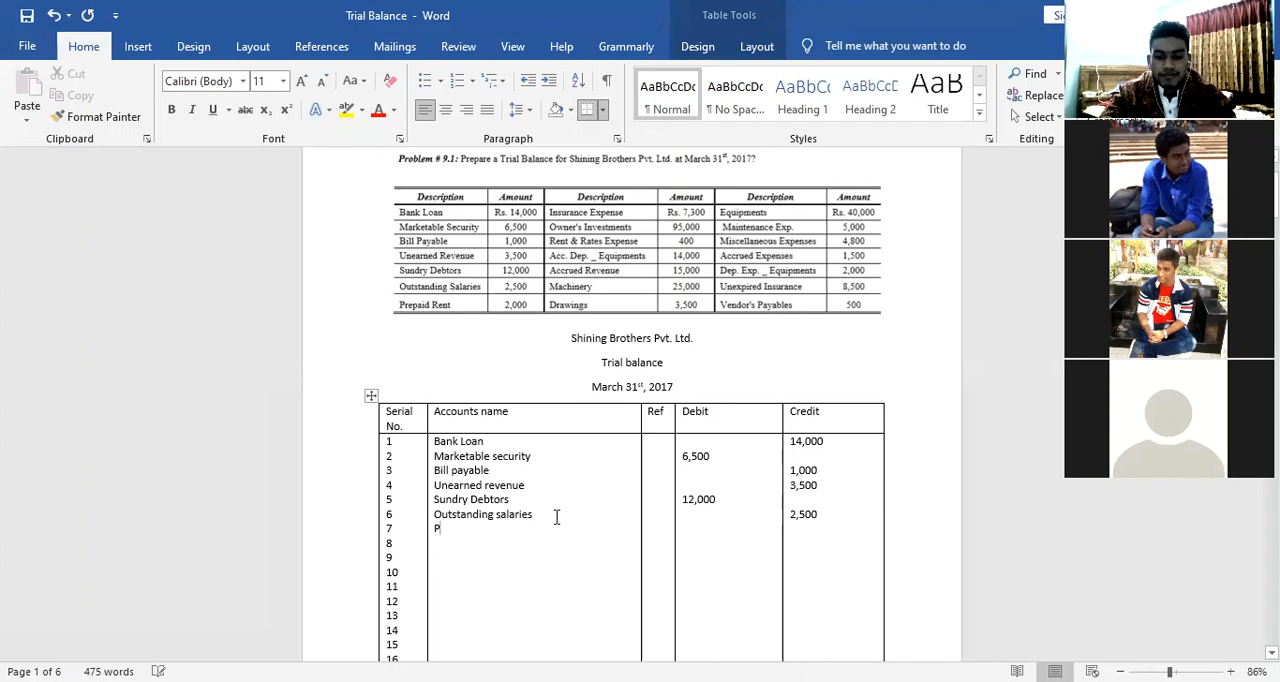 Trial Balance - Word
Table Tools
File Home Insert Design Layout References Mailings Review View Help Grammarly Design Layout Tell me what you want to do
Paste
Cut
Copy
Format Painter
Clipboard
Calibri (Body) 11
Font
Paragraph
AaBbCcDc AaBbCcDc AaBbCc AaBbCcC AaB
¶ Normal ¶ No Spac... Heading 1 Heading 2 Title
Styles
Find
Replace
Select
Editing
Problem # 9.1: Prepare a Trial Balance for Shining Brothers Pvt. Ltd. at March 31st, 2017?
Description Amount Description Amount Description Amount
Bank Loan Rs. 14,000 Insurance Expense Rs. 7,300 Equipments Rs. 40,000
Marketable Security 6,500 Owner's Investments 95,000 Maintenance Exp. 5,000
Bill Payable 1,000 Rent & Rates Expense 400 Miscellaneous Expenses 4,800
Unearned Revenue 3,500 Acc. Dep. _ Equipments 14,000 Accrued Expenses 1,500
Sundry Debtors 12,000 Accrued Revenue 15,000 Dep. Exp. _ Equipments 2,000
Outstanding Salaries 2,500 Machinery 25,000 Unexpired Insurance 8,500
Prepaid Rent 2,000 Drawings 3,500 Vendor's Payables 500
Shining Brothers Pvt. Ltd.
Trial balance
March 31st, 2017
Serial No. Accounts name Ref Debit Credit
1 Bank Loan 14,000
2 Marketable security 6,500
3 Bill payable 1,000
4 Unearned revenue 3,500
5 Sundry Debtors 12,000
6 Outstanding salaries 2,500
7 P
8
9
10
11
12
13
14
15
16
Page 1 of 6 475 words 86%